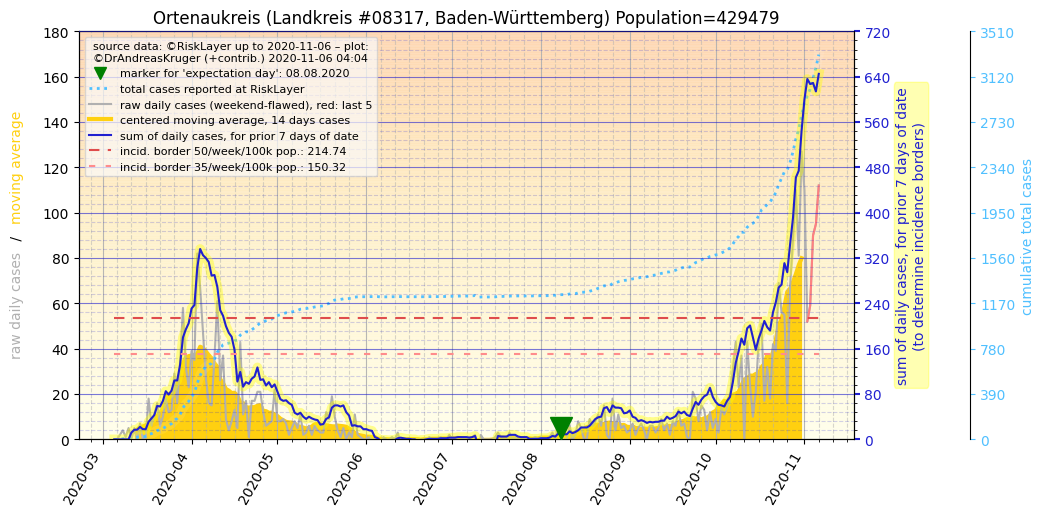 Ortenaukreis (Landkreis #08317, Baden-Württemberg) Population=429479
source data: ©RiskLayer up to 2020-11-06 – plot:
©DrAndreasKruger (+contrib.) 2020-11-06 04:04
marker for 'expectation day': 08.08.2020
total cases reported at RiskLayer
raw daily cases (weekend-flawed), red: last 5
centered moving average, 14 days cases
sum of daily cases, for prior 7 days of date
incid. border 50/week/100k pop.: 214.74
incid. border 35/week/100k pop.: 150.32
raw daily cases / moving average
180
160
140
120
100
80
60
40
20
0
2020-03
2020-04
2020-05
2020-06
2020-07
2020-08
2020-09
2020-10
2020-11
720
640
560
480
400
320
240
160
80
0
sum of daily cases, for prior 7 days of date
(to determine incidence borders)
3510
3120
2730
2340
1950
1560
1170
780
390
0
cumulative total cases